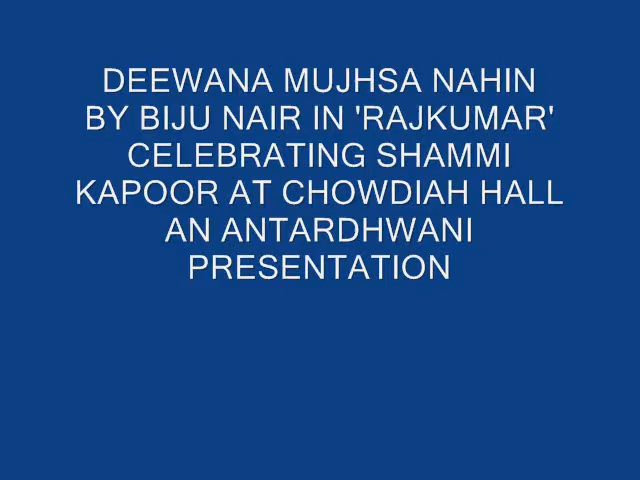 DEEWANA MUJHSA NAHIN
BY BIJU NAIR IN 'RAJKUMAR'
CELEBRATING SHAMMI
KAPOOR AT CHOWDIAH HALL
AN ANTARDHWANI
PRESENTATION